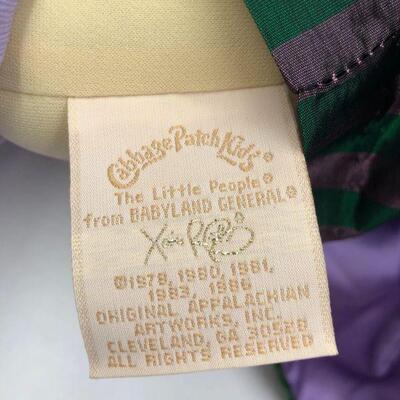 Cabbage Patch Kids®
The Little People®
from BABYLAND GENERAL®
©1978, 1980, 1981,
1983, 1986
ORIGINAL APPALACHIAN
ARTWORKS, INC.
CLEVELAND, GA 30528
ALL RIGHTS RESERVED